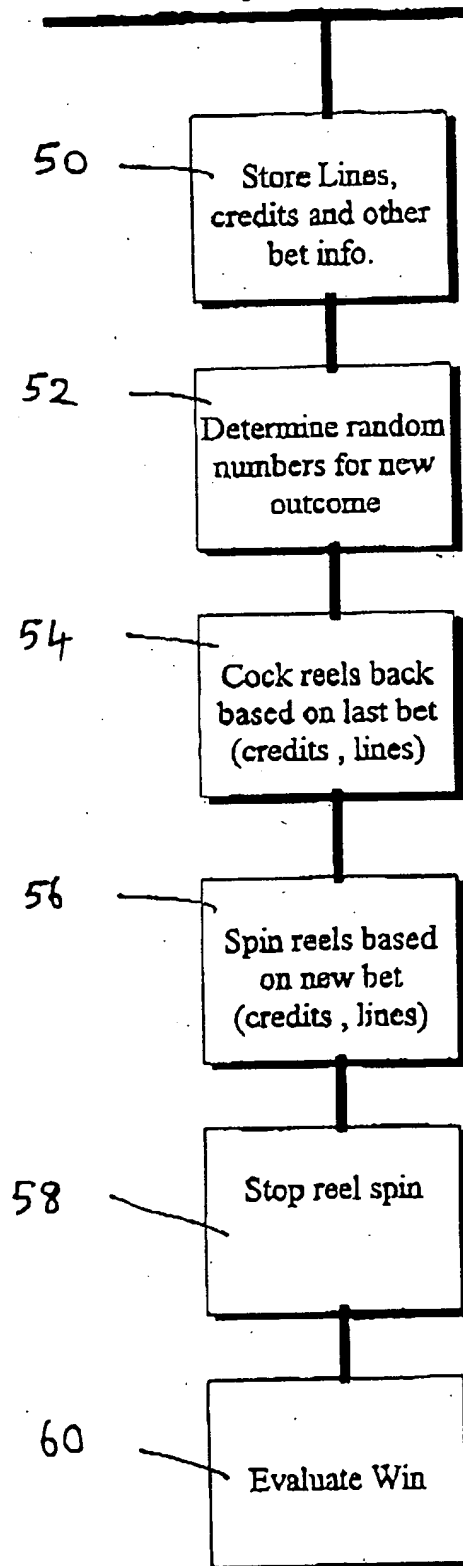 50
Store Lines,
credits and other
bet info.
52
Determine random
numbers for new
outcome
54
Cock reels back
based on last bet
(credits , lines)
56
Spin reels based
on new bet
(credits , lines)
58
Stop reel spin
60
Evaluate Win